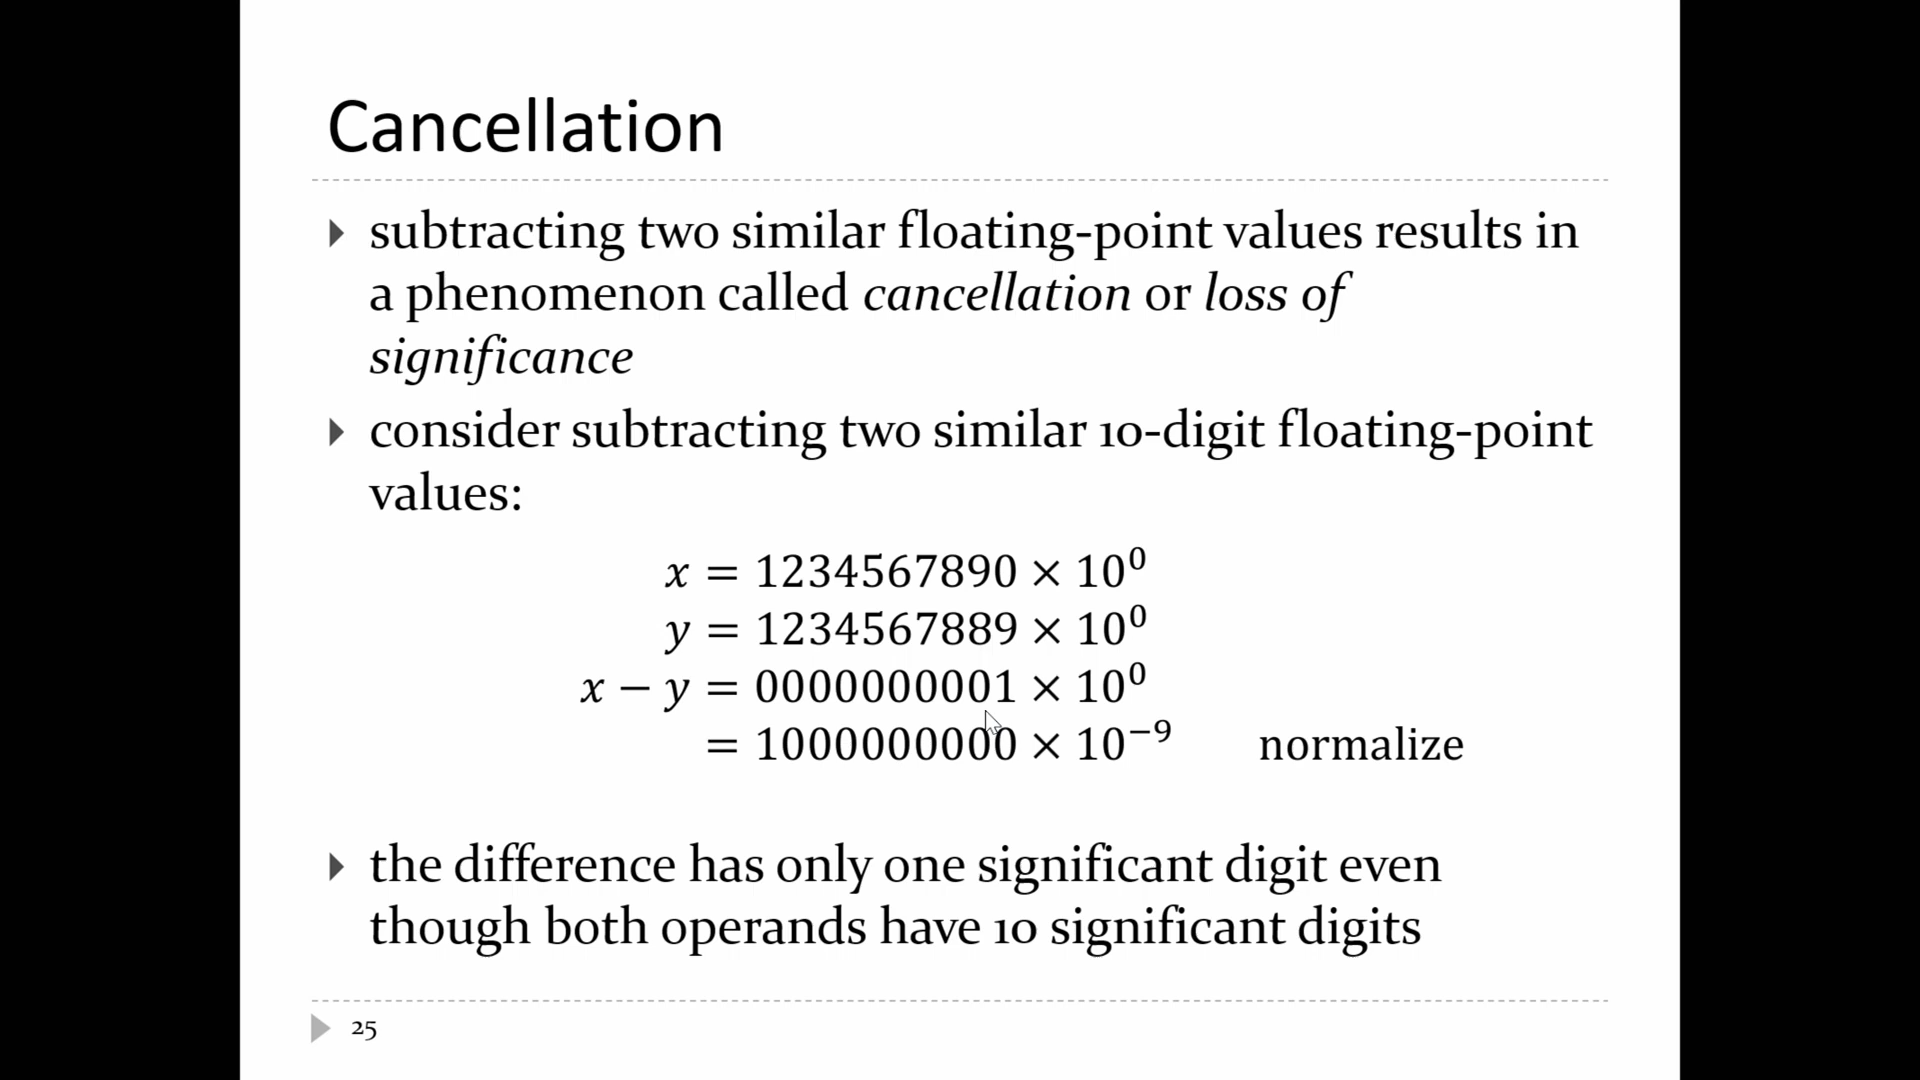 Cancellation
subtracting two similar floating-point values results in
a phenomenon called cancellation or loss of
significance
consider subtracting two similar 10-digit floating-point
values:
x = 1234567890 × 10⁰
y = 1234567889 × 10⁰
x − y = 0000000001 × 10⁰
= 1000000000 × 10⁻⁹ normalize
the difference has only one significant digit even
though both operands have 10 significant digits
25